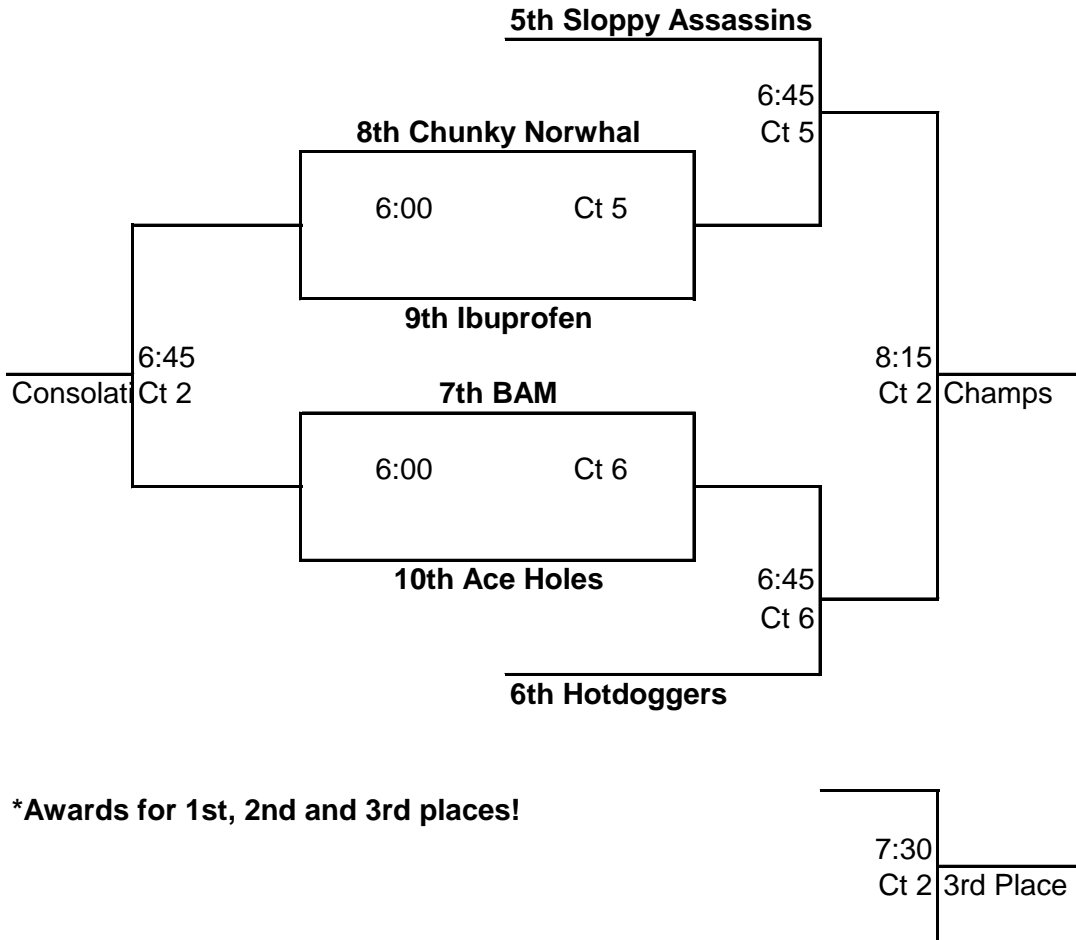 5th Sloppy Assassins
6:45
Ct 5
8th Chunky Norwhal
6:00 Ct 5
9th Ibuprofen
6:45
Ct 2
Consolati
7th BAM
8:15
Ct 2 Champs
6:00 Ct 6
10th Ace Holes
6:45
Ct 6
6th Hotdoggers
*Awards for 1st, 2nd and 3rd places!
7:30
Ct 2 3rd Place